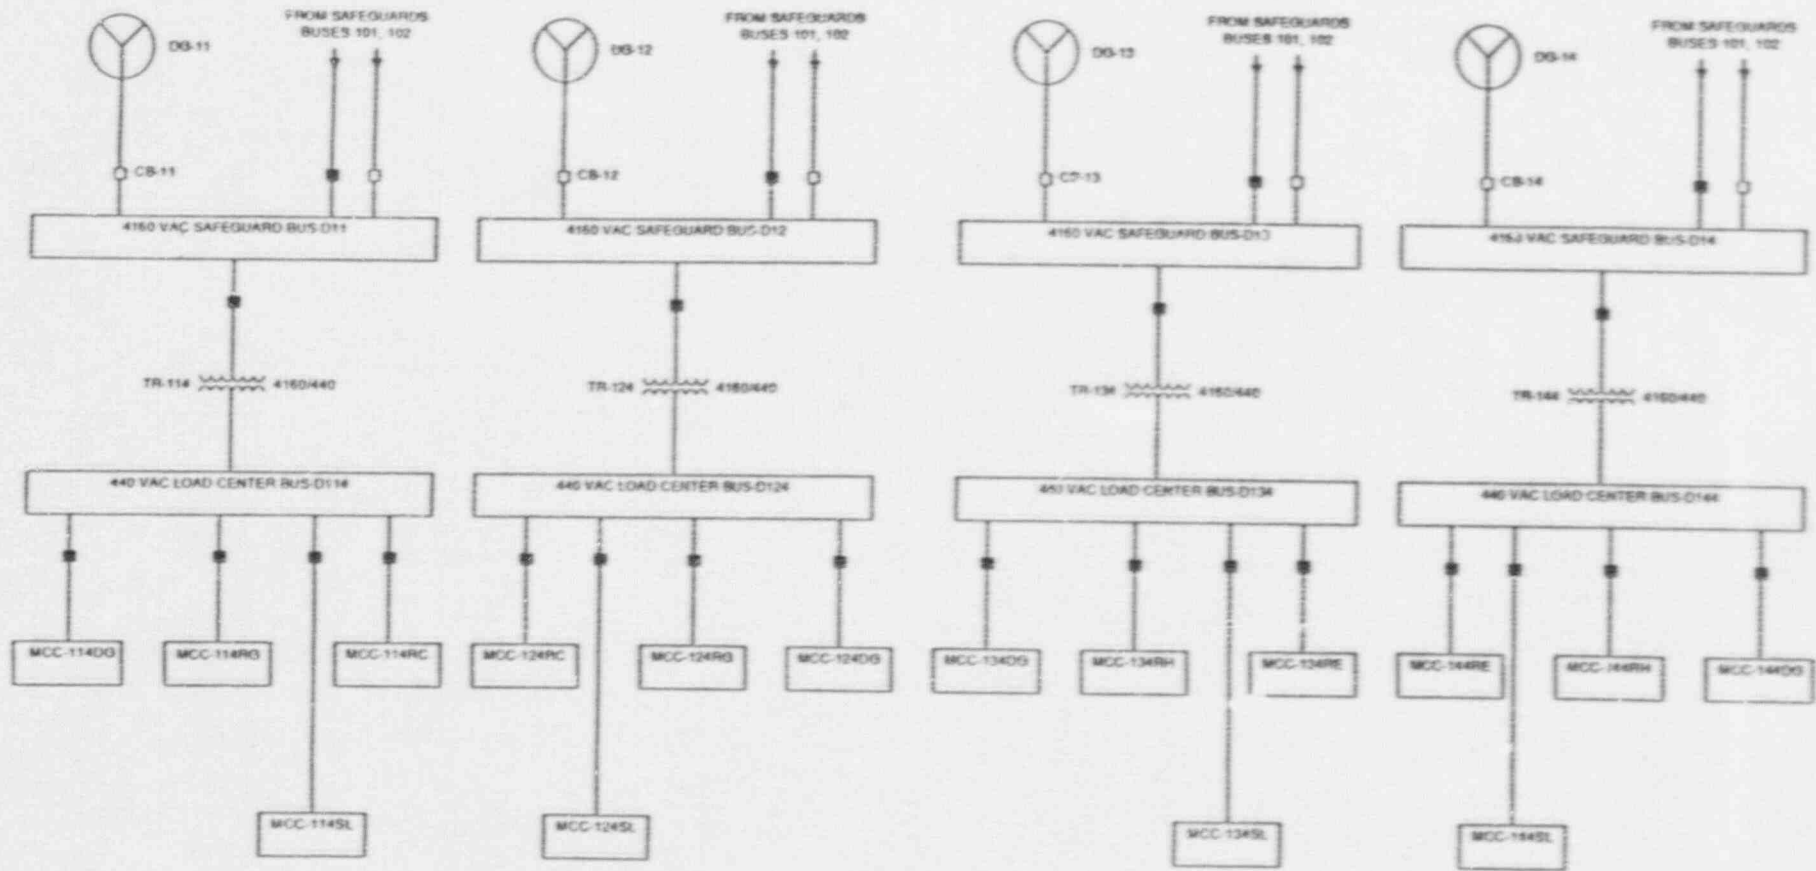 DG-11
FROM SAFEGUARDS
BUSES 101, 102
DG-12
FROM SAFEGUARDS
BUSES 101, 102
DG-13
FROM SAFEGUARDS
BUSES 101, 102
DG-14
FROM SAFEGUARDS
BUSES 101, 102
CB-11
CB-12
CB-13
CB-14
4160 VAC SAFEGUARD BUS-D11
4160 VAC SAFEGUARD BUS-D12
4160 VAC SAFEGUARD BUS-D13
4160 VAC SAFEGUARD BUS-D14
TR-114
4160/440
TR-124
4160/440
TR-134
4160/440
TR-144
4160/440
440 VAC LOAD CENTER BUS-D114
440 VAC LOAD CENTER BUS-D124
440 VAC LOAD CENTER BUS-D134
440 VAC LOAD CENTER BUS-D144
MCC-114DG
MCC-114RG
MCC-114RC
MCC-124RC
MCC-124RG
MCC-124DG
MCC-134DG
MCC-134RH
MCC-134RE
MCC-144RE
MCC-144RH
MCC-144DG
MCC-114SL
MCC-124SL
MCC-134SL
MCC-144SL